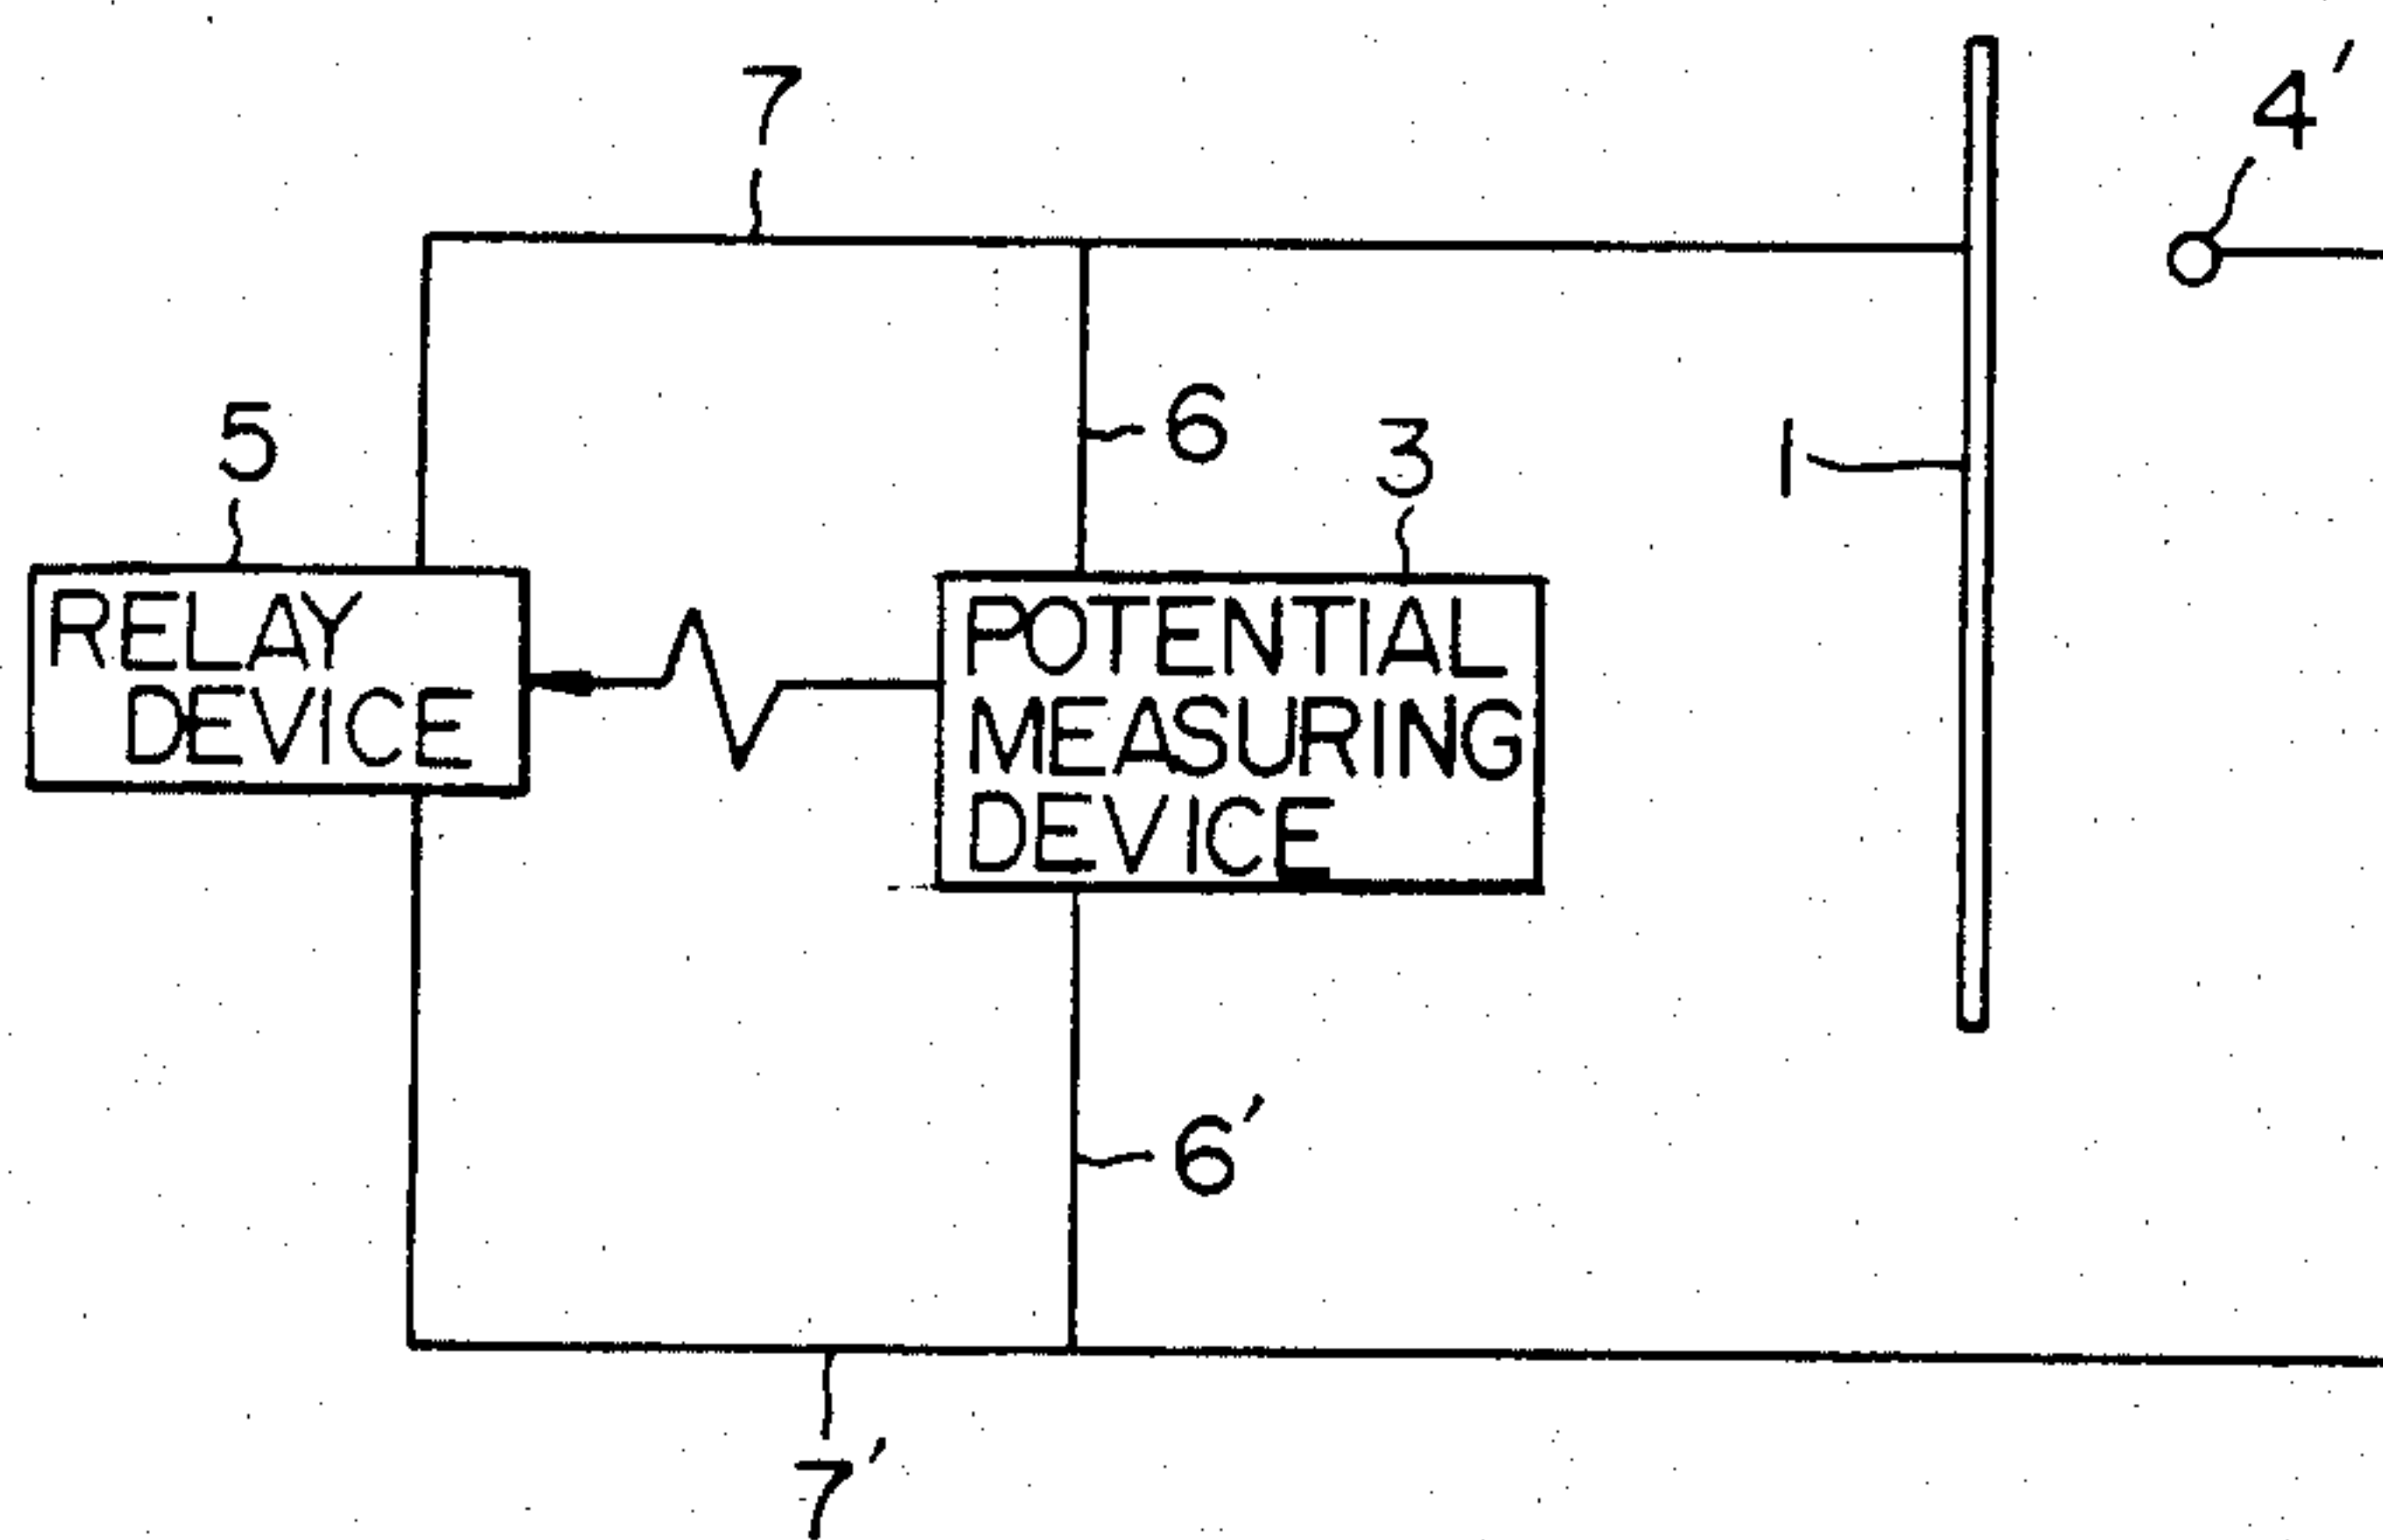 7
4′
5
6
3
1
RELAY
DEVICE
POTENTIAL
MEASURING
DEVICE
6′
7′